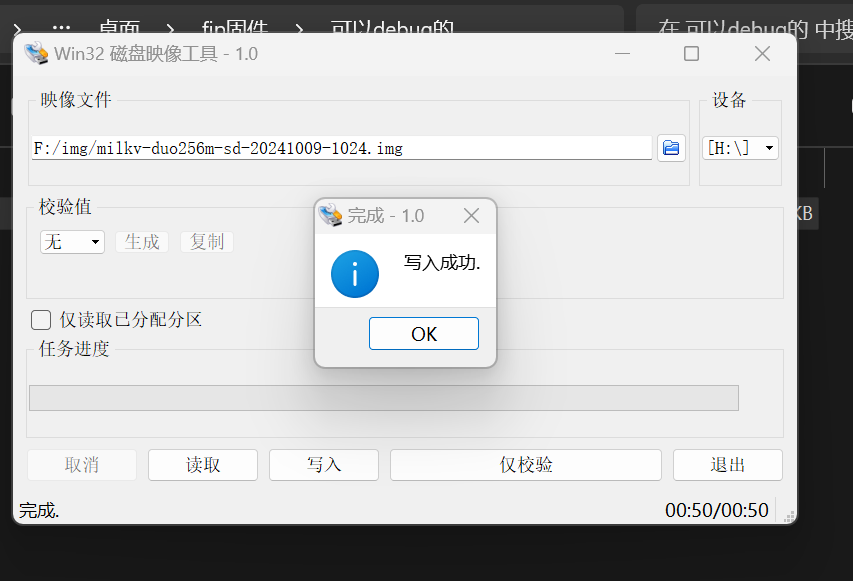 … 桌面 › fip固件 › 可以debug的
在 可以debug的 中搜
Win32 磁盘映像工具 - 1.0
映像文件
设备
F:/img/milkv-duo256m-sd-20241009-1024.img
[H:\]
校验值
KB
无 生成 复制
完成 - 1.0
写入成功.
OK
仅读取已分配分区
任务进度
取消 读取 写入 仅校验 退出
完成. 00:50/00:50